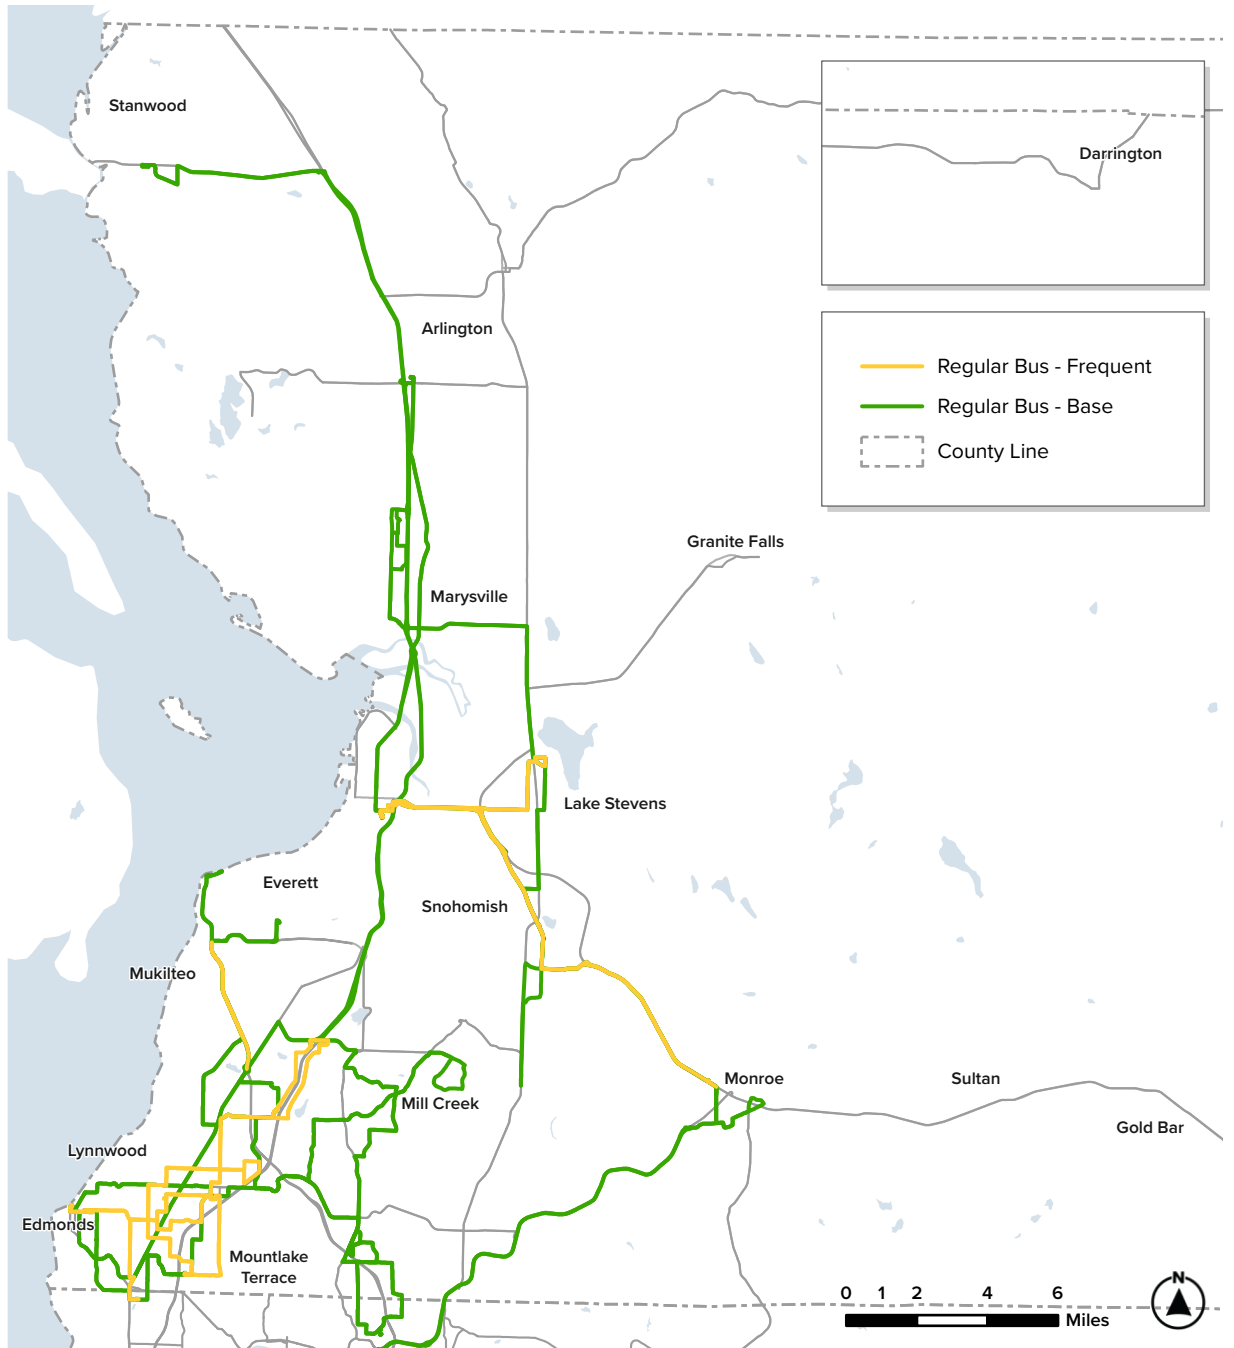 Stanwood
Darrington
Arlington
Regular Bus - Frequent
Regular Bus - Base
County Line
Granite Falls
Marysville
Lake Stevens
Everett
Snohomish
Mukilteo
Monroe
Sultan
Mill Creek
Gold Bar
Lynnwood
Edmonds
Mountlake
Terrace
N
0 1 2 4 6
Miles